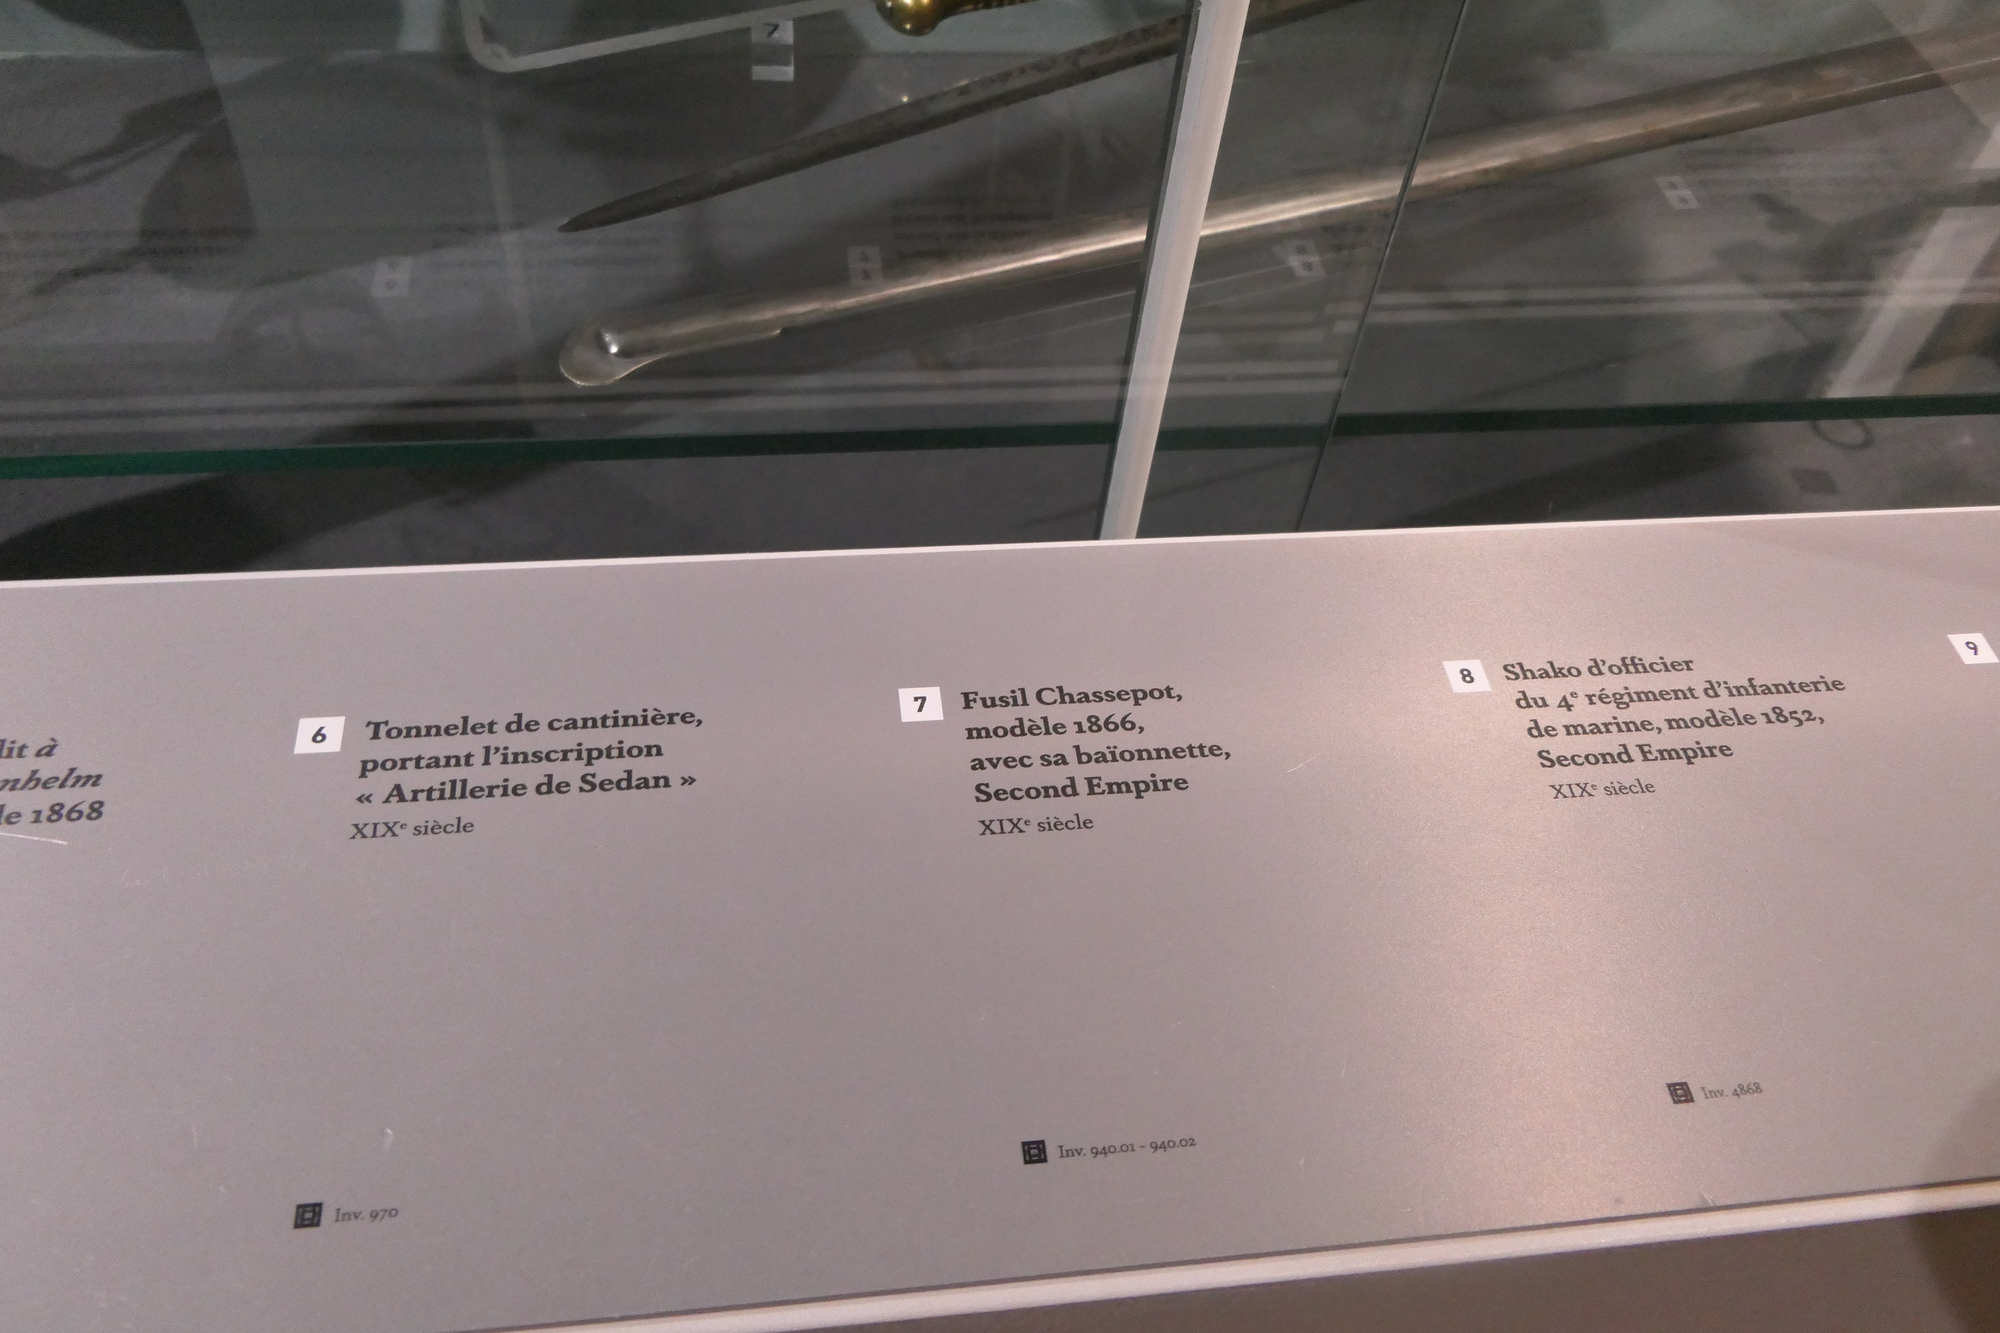 7
dit à
le 1868
6
Tonnelet de cantinière,
portant l'inscription
« Artillerie de Sedan »
XIXᵉ siècle
Inv. 970
7
Fusil Chassepot,
modèle 1866,
avec sa baïonnette,
Second Empire
XIXᵉ siècle
Inv. 940.01 - 940.02
8
Shako d'officier
du 4ᵉ régiment d'infanterie
de marine, modèle 1852,
Second Empire
XIXᵉ siècle
Inv. 4868
9